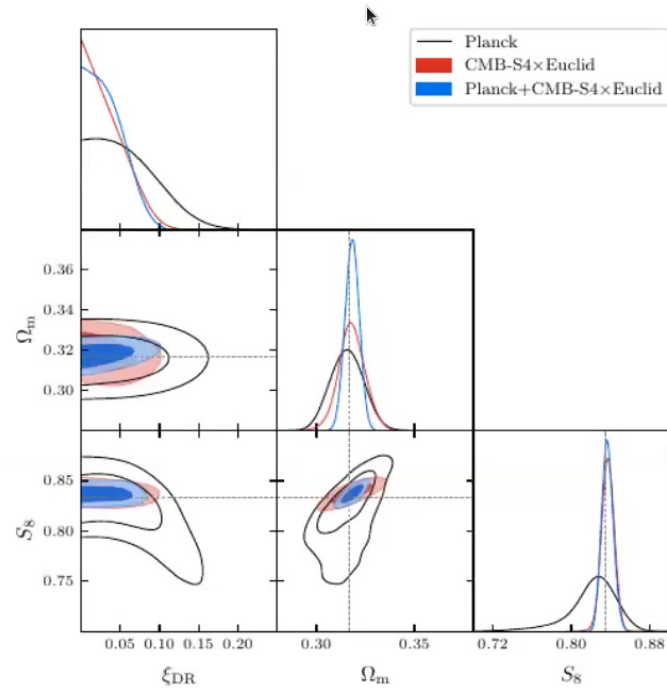 Planck
CMB-S4×Euclid
Planck+CMB-S4×Euclid
0.36
0.34
0.32
0.30
Ωm
0.85
0.80
0.75
S8
0.05 0.10 0.15 0.20
0.30 0.35
0.72 0.80 0.88
ξDR
Ωm
S8